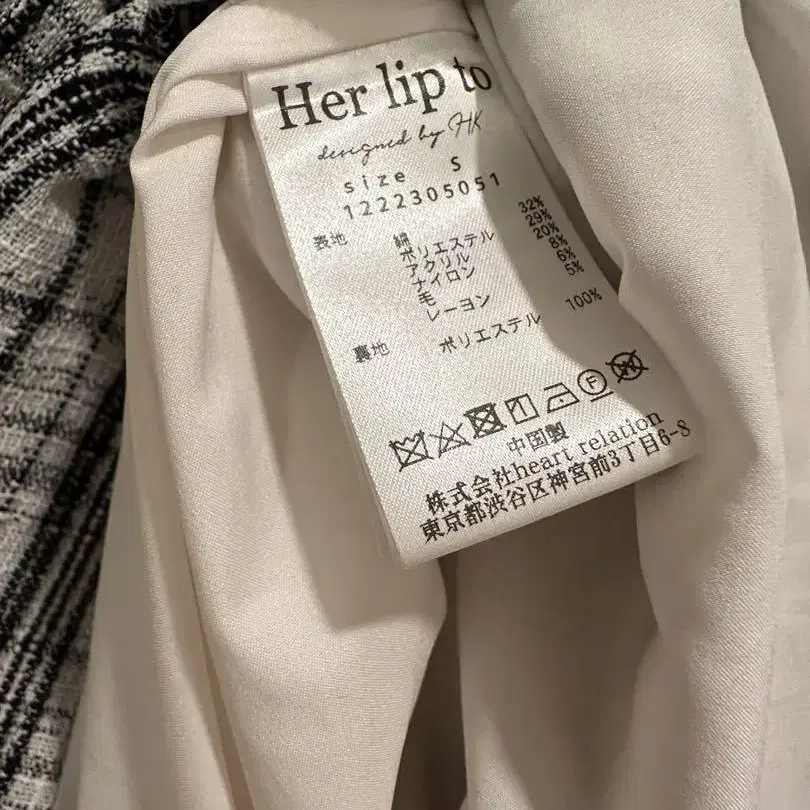 Her lip to
designed by HK
size S
1222305051
表地 綿 32%
ポリエステル 29%
アクリル 20%
ナイロン 8%
毛 6%
レーヨン 5%
裏地 ポリエステル 100%
F
W
中国製
株式会社heart relation
東京都渋谷区神宮前3丁目6-8